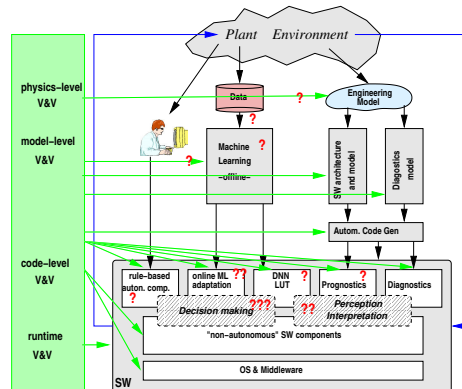 Plant Environment
physics-level
V&V
Data
?
Engineering
Model
?
model-level
V&V
?
Machine
Learning
-offline-
?
SW architecture
and model
Diagostics
model
Autom. Code Gen
code-level
V&V
rule-based
auton. comp.
?
online ML
adaptation
??
DNN
LUT
?
Prognostics
?
Diagnostics
Decision making
???
??
Perception
Interpretation
runtime
V&V
"non-autonomous" SW components
OS & Middleware
SW